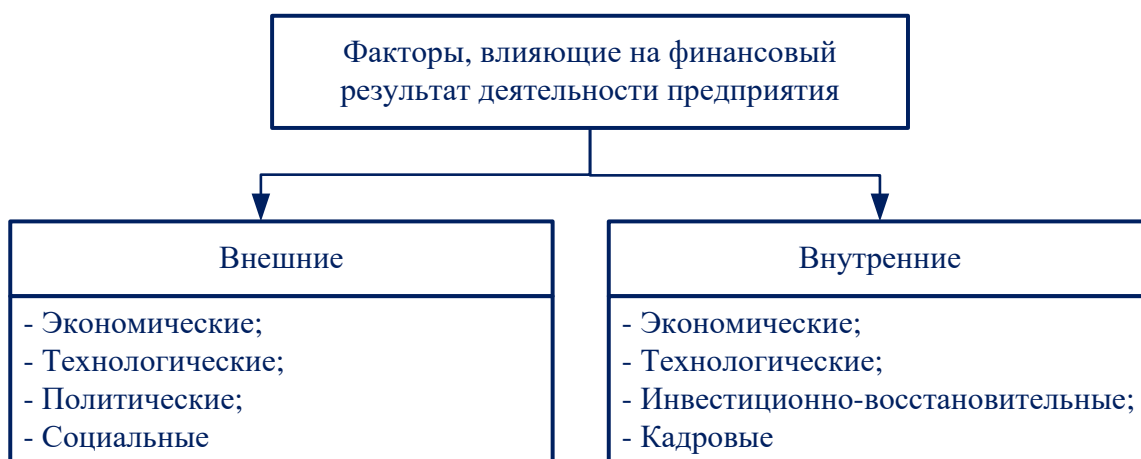 Факторы, влияющие на финансовый
результат деятельности предприятия
Внешние
- Экономические;
- Технологические;
- Политические;
- Социальные
Внутренние
- Экономические;
- Технологические;
- Инвестиционно-восстановительные;
- Кадровые